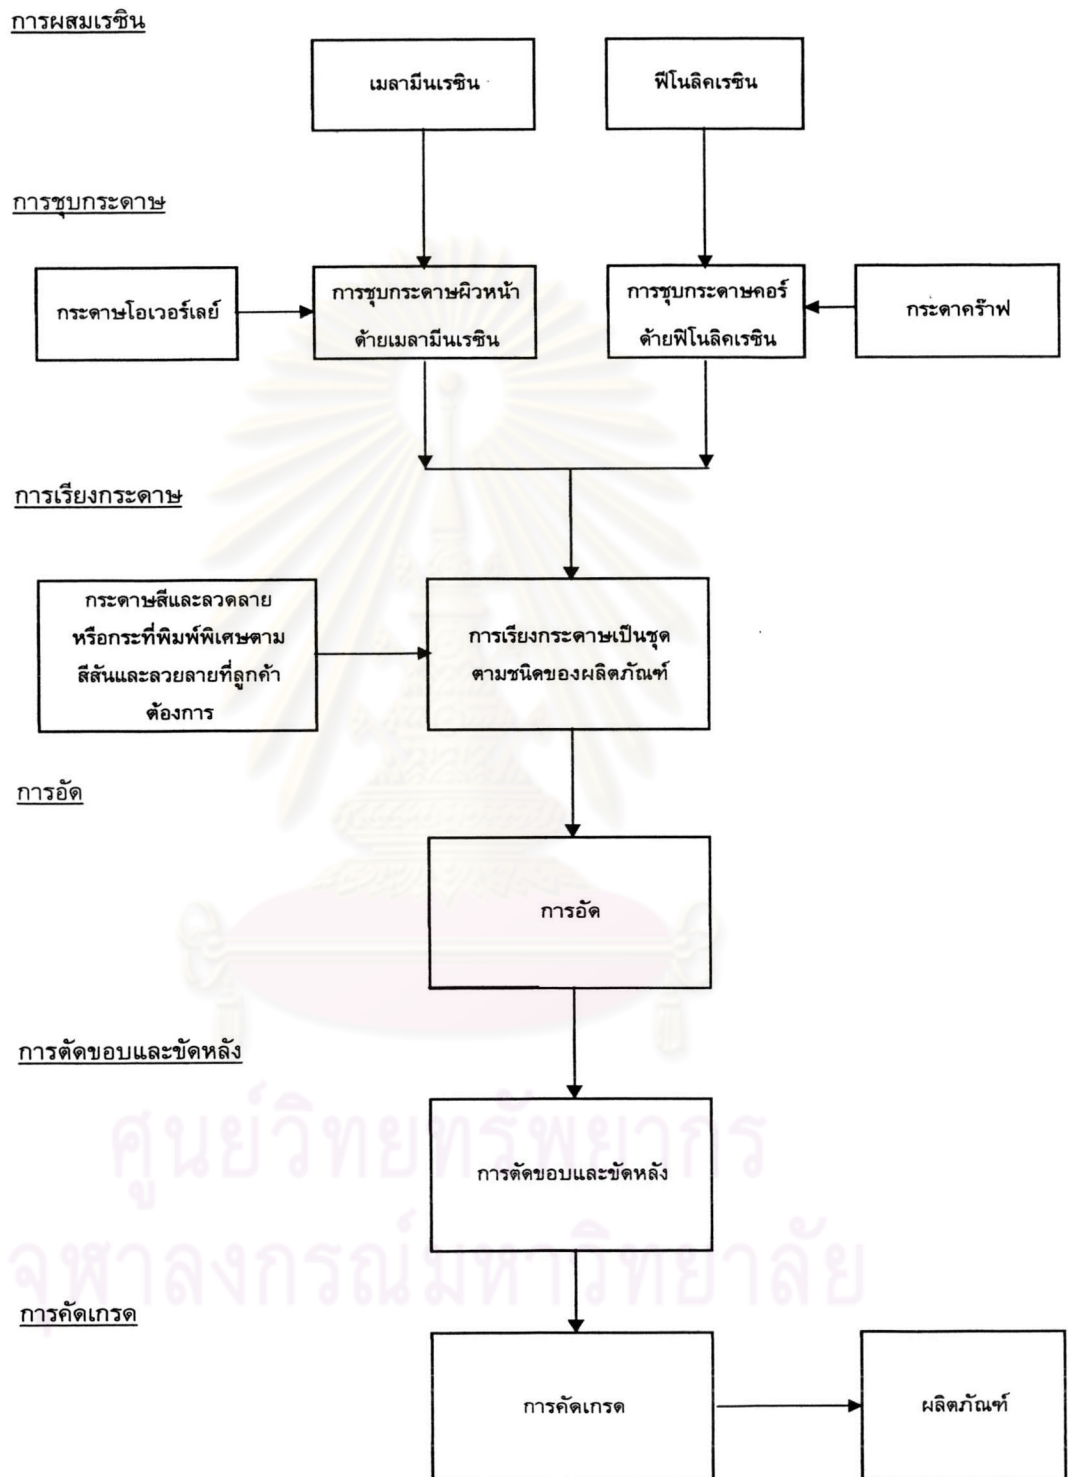 การผสมเรซิน
เมลามีนเรซิน
ฟีโนลิคเรซิน
การชุบกระดาษ
กระดาษโอเวอร์เลย์
การชุบกระดาษผิวหน้า
ด้ายเมลามีนเรซิน
การชุบกระดาษคอร์
ด้ายฟิโนลิคเรซิน
กระดาคร๊าฟ
การเรียงกระดาษ
กระดาษสีและลวดลาย
หรือกระที่พิมพ์พิเศษตาม
สีสันและลวยลายที่ลูกค้า
ต้องการ
การเรียงกระดาษเป็นชุด
ตามชนิดของผลิตภัณฑ์
การอัด
การอัด
การตัดขอบและขัดหลัง
การตัดขอบและขัดหลัง
ศูนย์วิทยทรัพยากร
จุฬาลงกรณ์มหาวิทยาลัย
การคัดเกรด
การคัดเกรด
ผลิตภัณฑ์